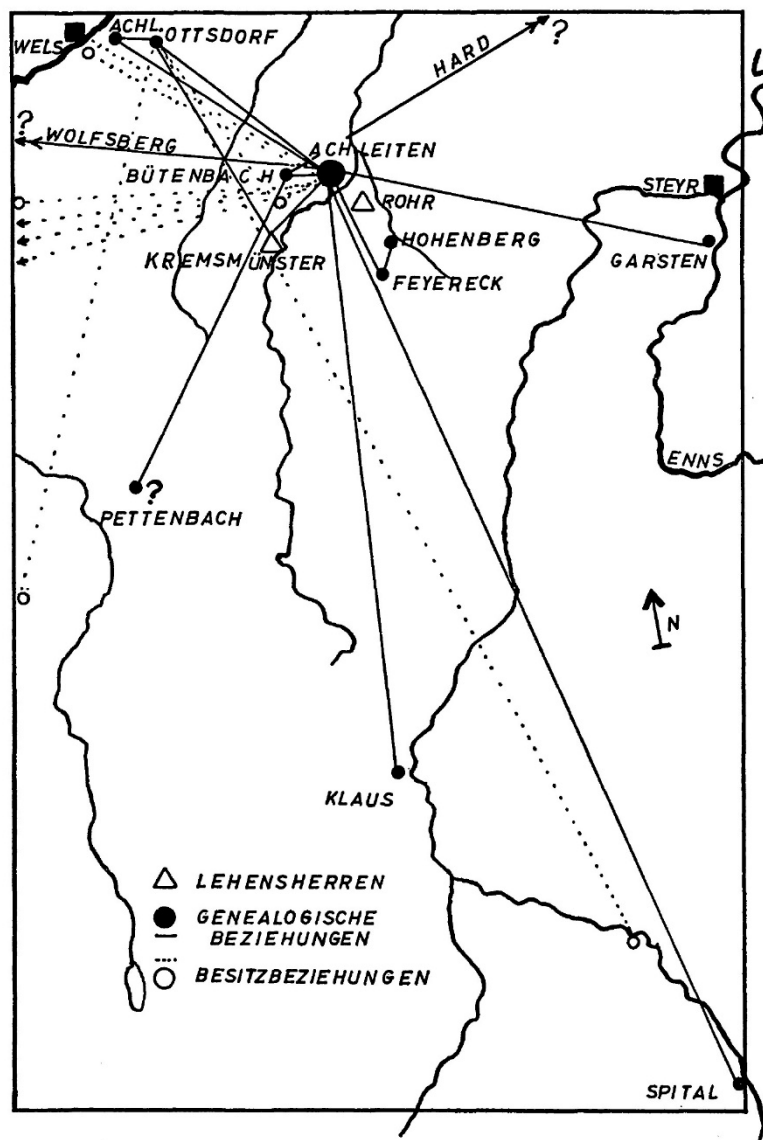 ACHL.
OTTSDORF
WELS
HARD
?
L
?
WOLFSBERG
ACHLEITEN
BÜTENBACH
STEYR
ROHR
HOHENBERG
KREMSMÜNSTER
GARSTEN
FEYERECK
ENNS
?
PETTENBACH
N
KLAUS
LEHENSHERREN
GENEALOGISCHE
BEZIEHUNGEN
BESITZBEZIEHUNGEN
SPITAL